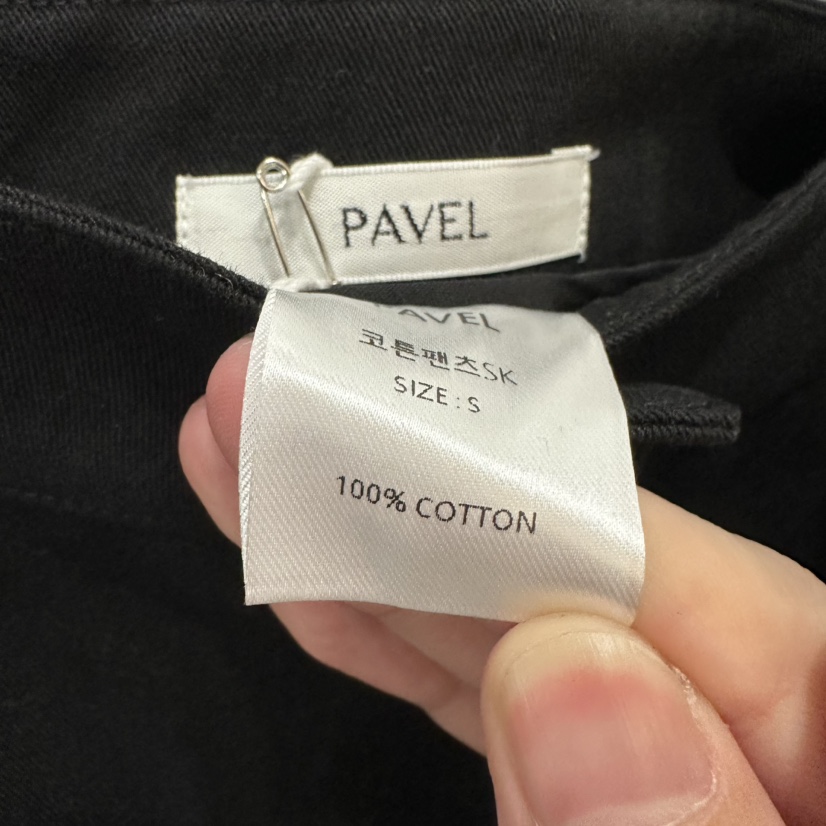 PAVEL
PAVEL
코튼팬츠SK
SIZE : S
100% COTTON